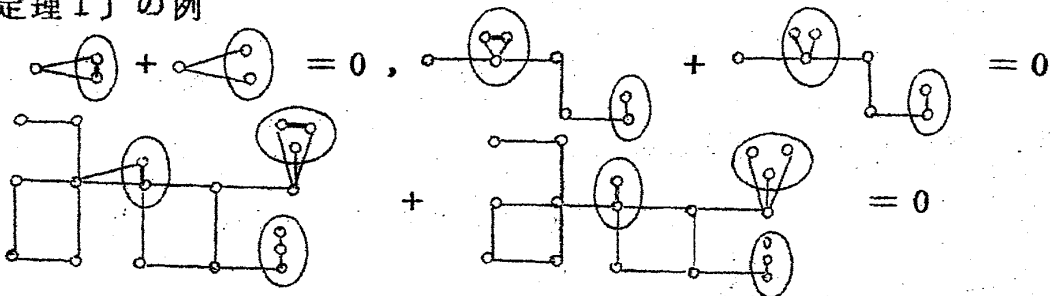 定理1」の例
+ = 0 , + = 0
+ = 0